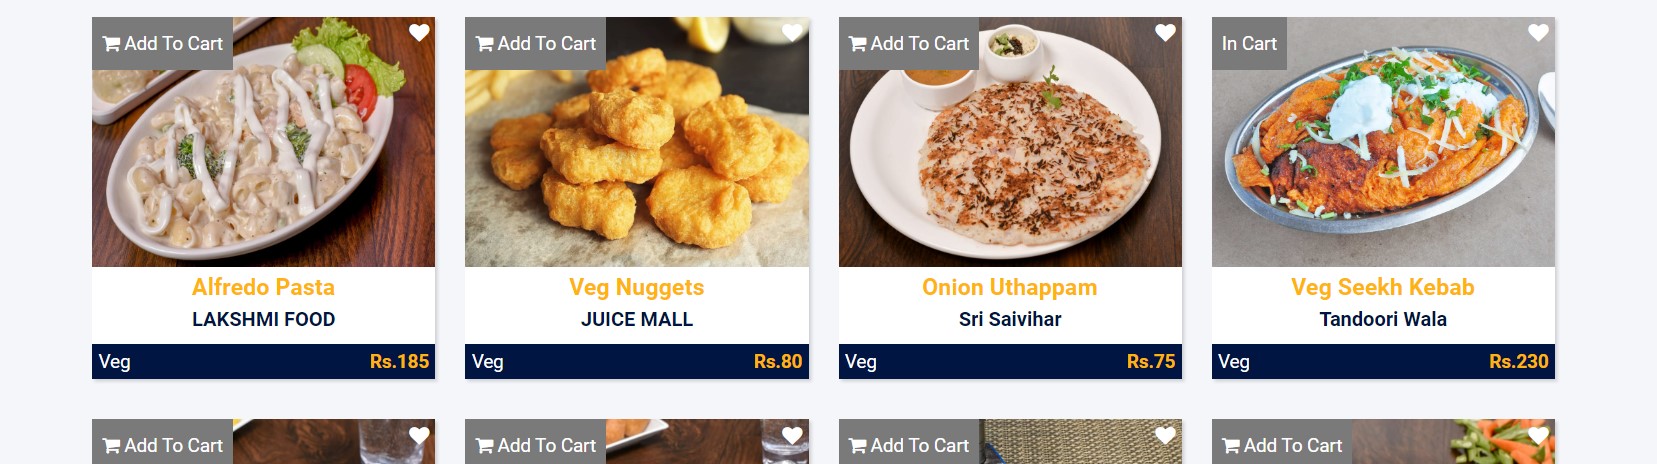 Add To Cart
Add To Cart
Add To Cart
In Cart
Alfredo Pasta
LAKSHMI FOOD
Veg Rs.185
Veg Nuggets
JUICE MALL
Veg Rs.80
Onion Uthappam
Sri Saivihar
Veg Rs.75
Veg Seekh Kebab
Tandoori Wala
Veg Rs.230
Add To Cart
Add To Cart
Add To Cart
Add To Cart